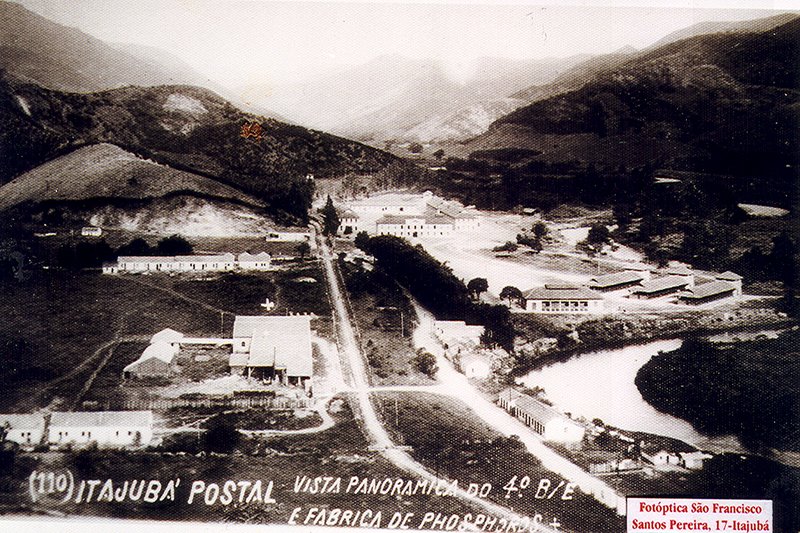 (110) ITAJUBÁ POSTAL - VISTA PANORAMICA DO 4º B/E
E FABRICA DE PHOSPHOROS +
Fotóptica São Francisco
Santos Pereira, 17-Itajubá